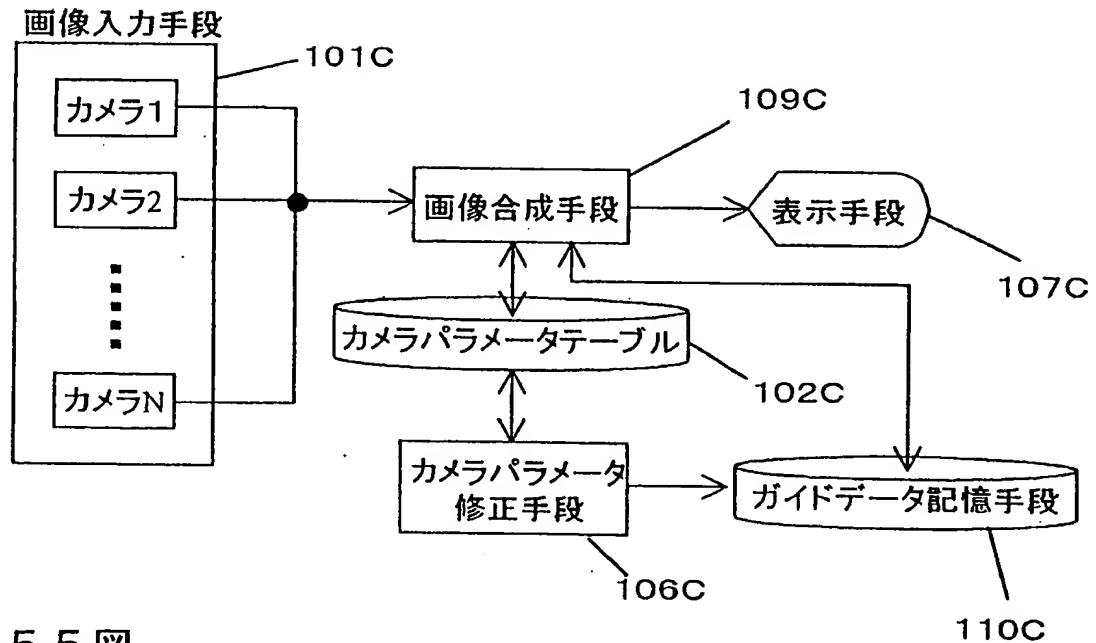 画像入力手段
101C
カメラ1
109C
カメラ2
画像合成手段
表示手段
107C
カメラパラメータテーブル
102C
カメラN
カメラパラメータ
修正手段
ガイドデータ記憶手段
106C
110C